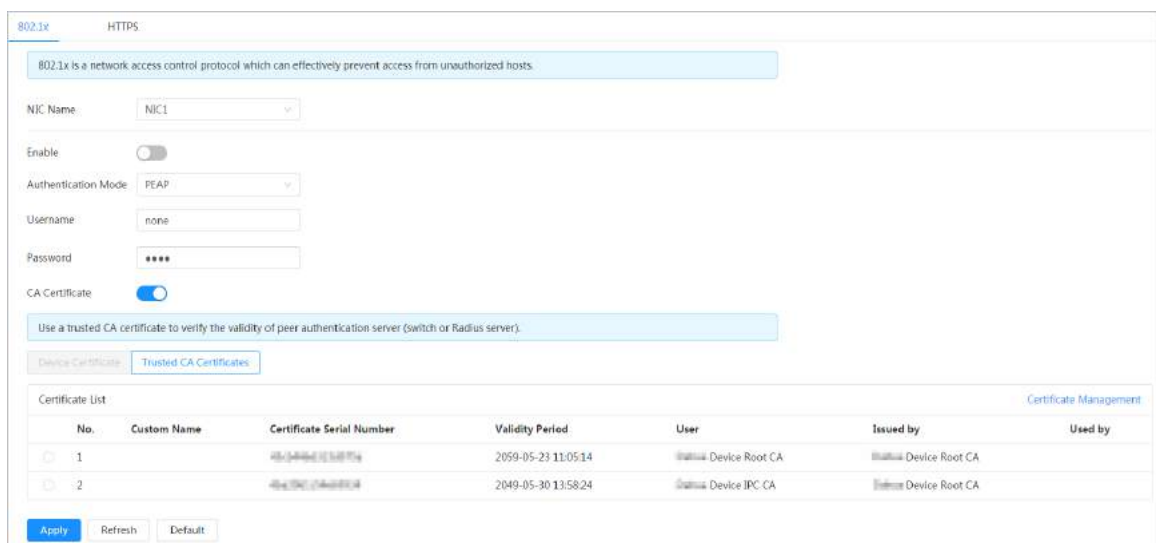 802.1x HTTPS
802.1x is a network access control protocol which can effectively prevent access from unauthorized hosts.
NIC Name NIC1
Enable
Authentication Mode PEAP
Username none
Password ••••
CA Certificate
Use a trusted CA certificate to verify the validity of peer authentication server (switch or Radius server).
Device Certificate Trusted CA Certificates
Certificate List Certificate Management
No. Custom Name Certificate Serial Number Validity Period User Issued by Used by
1 2059-05-23 11:05:14 Device Root CA Device Root CA
2 2049-05-30 13:58:24 Device IPC CA Device Root CA
Apply Refresh Default